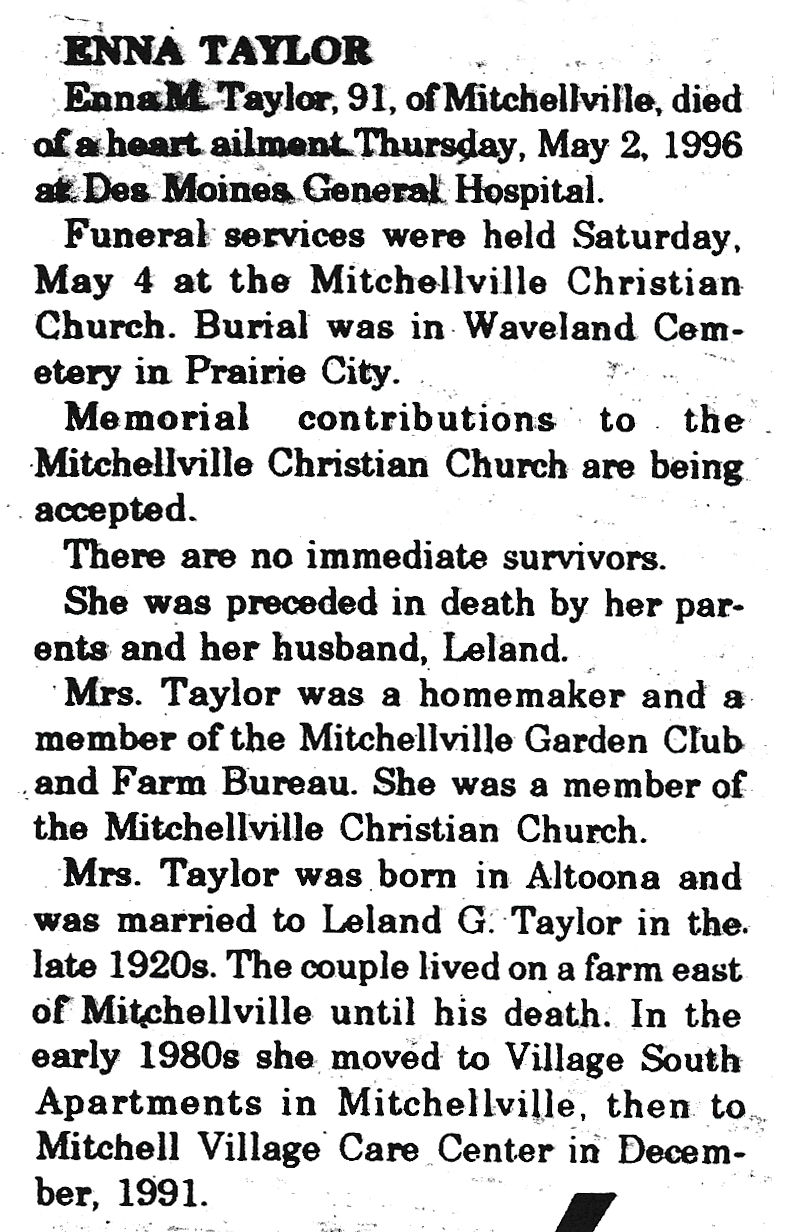 ENNA TAYLOR
Enna M. Taylor, 91, of Mitchellville, died
of a heart ailment Thursday, May 2, 1996
at Des Moines General Hospital.
Funeral services were held Saturday,
May 4 at the Mitchellville Christian
Church. Burial was in Waveland Cem-
etery in Prairie City.
Memorial contributions to the
Mitchellville Christian Church are being
accepted.
There are no immediate survivors.
She was preceded in death by her par-
ents and her husband, Leland.
Mrs. Taylor was a homemaker and a
member of the Mitchellville Garden Club
and Farm Bureau. She was a member of
the Mitchellville Christian Church.
Mrs. Taylor was born in Altoona and
was married to Leland G. Taylor in the
late 1920s. The couple lived on a farm east
of Mitchellville until his death. In the
early 1980s she moved to Village South
Apartments in Mitchellville, then to
Mitchell Village Care Center in Decem-
ber, 1991.